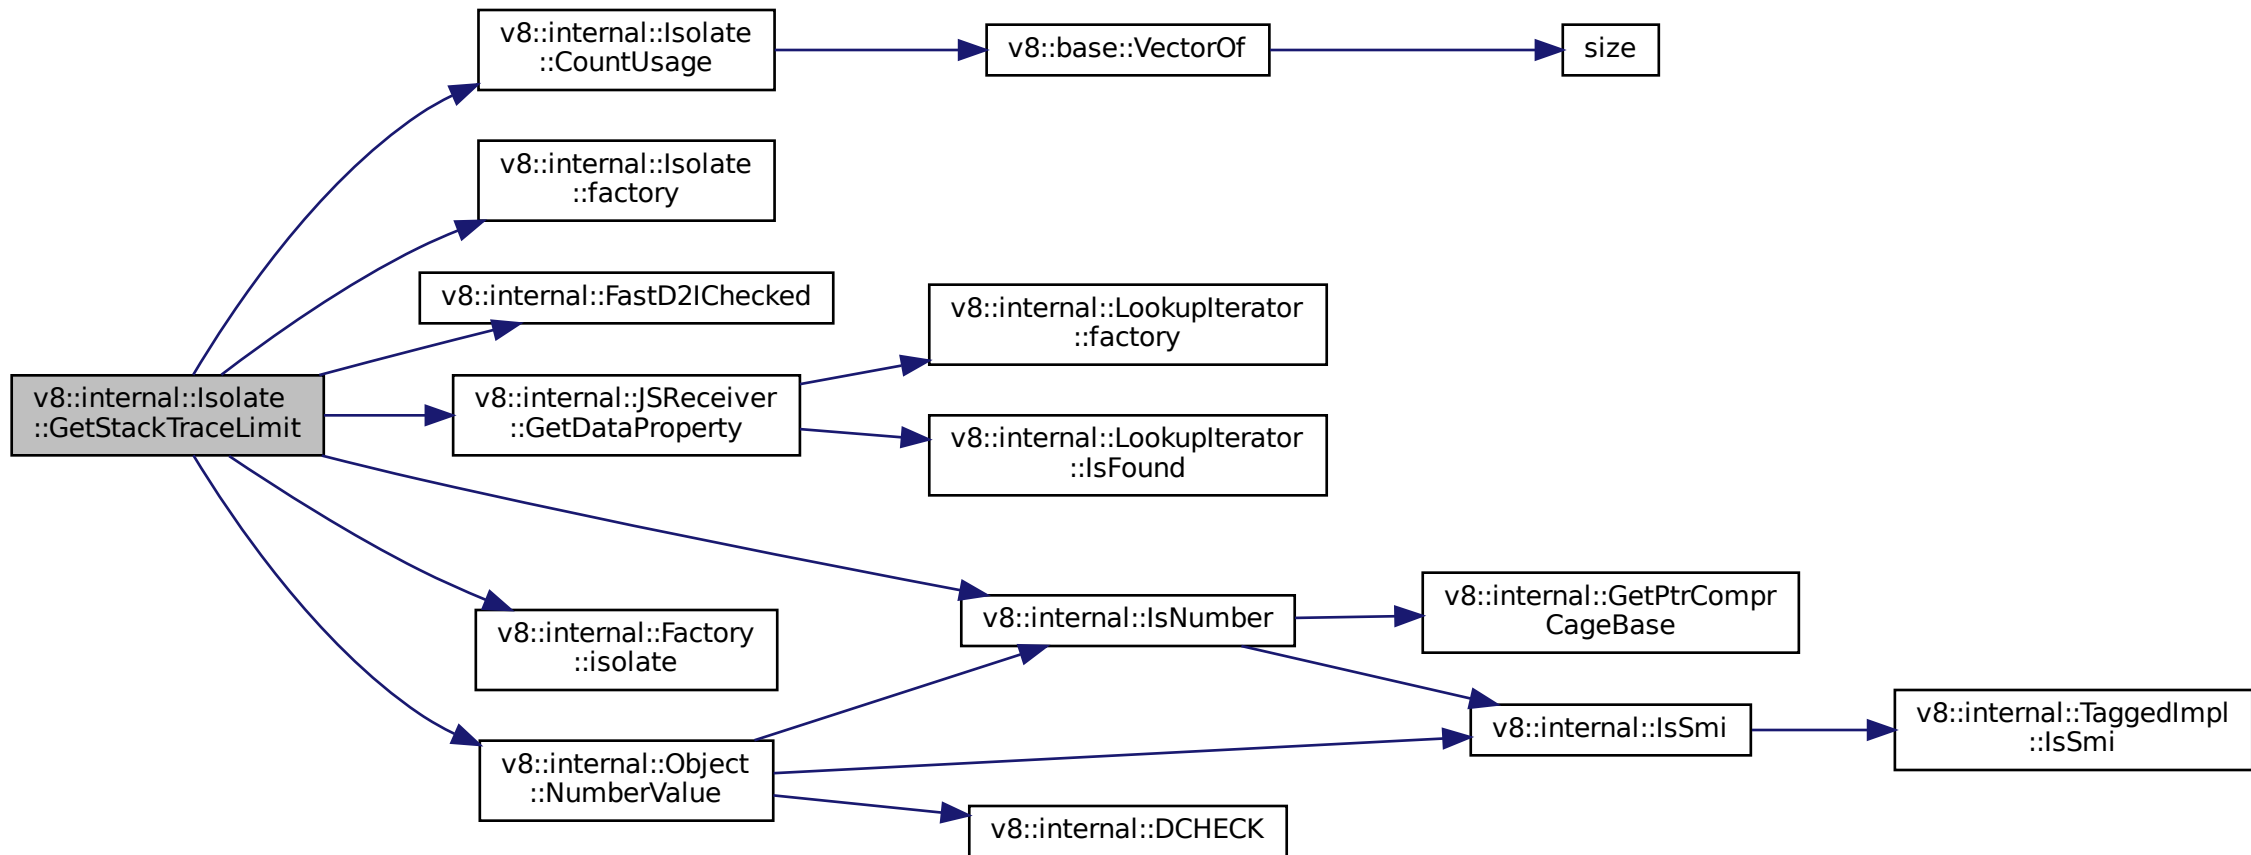 v8::internal::Isolate
::GetStackTraceLimit
v8::internal::Isolate
::CountUsage
v8::base::VectorOf
size
v8::internal::Isolate
::factory
v8::internal::FastD2IChecked
v8::internal::JSReceiver
::GetDataProperty
v8::internal::LookupIterator
::factory
v8::internal::LookupIterator
::IsFound
v8::internal::IsNumber
v8::internal::GetPtrCompr
CageBase
v8::internal::Factory
::isolate
v8::internal::IsSmi
v8::internal::TaggedImpl
::IsSmi
v8::internal::Object
::NumberValue
v8::internal::DCHECK